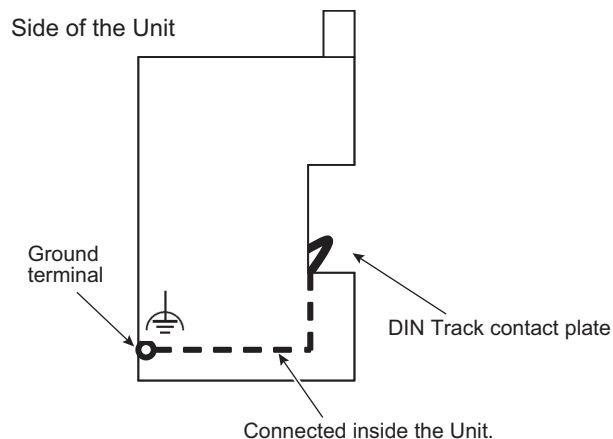 Side of the Unit
Ground
terminal
DIN Track contact plate
Connected inside the Unit.